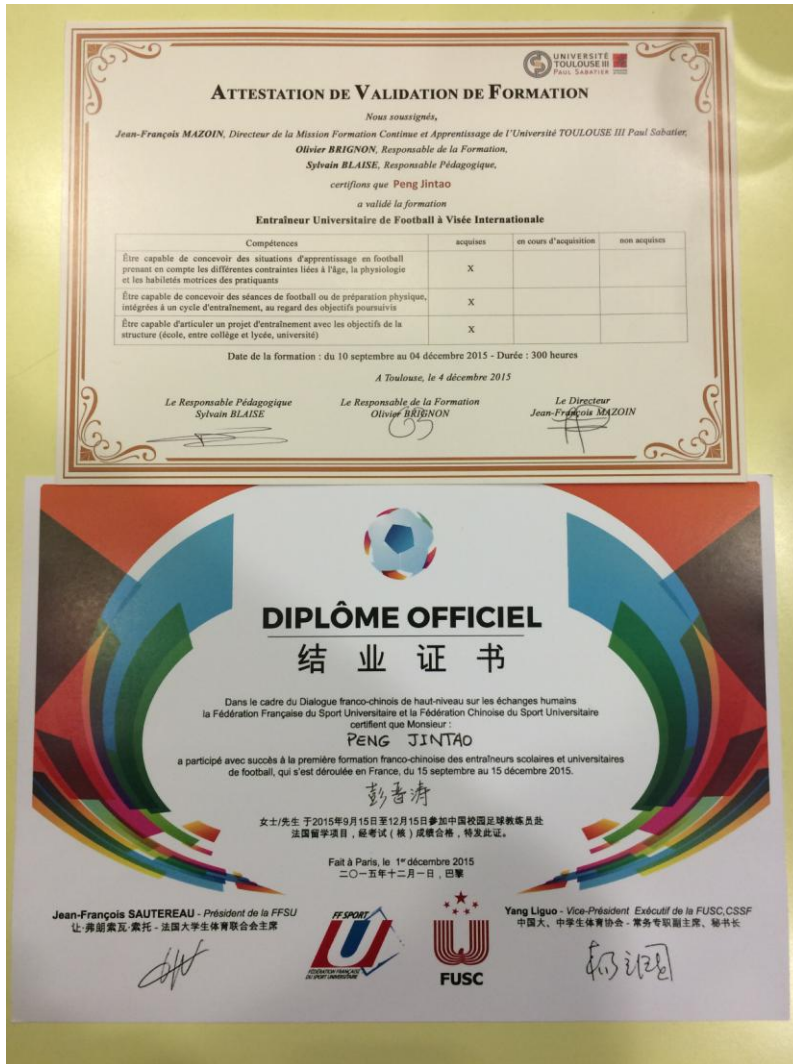 UNIVERSITÉ
TOULOUSE III
PAUL SABATIER
ATTESTATION DE VALIDATION DE FORMATION
Nous soussignés,
Jean-François MAZOIN, Directeur de la Mission Formation Continue et Apprentissage de l'Université TOULOUSE III Paul Sabatier,
Olivier BRIGNON, Responsable de la Formation,
Sylvain BLAISE, Responsable Pédagogique,
certifions que Peng Jintao
a validé la formation
Entraîneur Universitaire de Football à Visée Internationale
Compétences acquises en cours d'acquisition non acquises
Être capable de concevoir des situations d'apprentissage en football
prenant en compte les différentes contraintes liées à l'âge, la physiologie X
et les habiletés motrices des pratiquants
Être capable de concevoir des séances de football ou de préparation physique,
intégrées à un cycle d'entraînement, au regard des objectifs poursuivis X
Être capable d'articuler un projet d'entraînement avec les objectifs de la
structure (école, entre collège et lycée, université) X
Date de la formation : du 10 septembre au 04 décembre 2015 - Durée : 300 heures
A Toulouse, le 4 décembre 2015
Le Responsable Pédagogique Le Responsable de la Formation Le Directeur
Sylvain BLAISE Olivier BRIGNON Jean-François MAZOIN
DIPLÔME OFFICIEL
结业证书
Dans le cadre du Dialogue franco-chinois de haut-niveau sur les échanges humains
la Fédération Française du Sport Universitaire et la Fédération Chinoise du Sport Universitaire
certifient que Monsieur :
PENG JINTAO
a participé avec succès à la première formation franco-chinoise des entraîneurs scolaires et universitaires
de football, qui s'est déroulée en France, du 15 septembre au 15 décembre 2015.
彭晋涛
女士/先生 于2015年9月15日至12月15日参加中国校园足球教练员赴
法国留学项目，经考试（核）成绩合格，特发此证。
Fait à Paris, le 1er décembre 2015
二〇一五年十二月一日，巴黎
Jean-François SAUTEREAU - Président de la FFSU
让·弗朗索瓦·索托 - 法国大学生体育联合会主席
FF SPORT
U
FÉDÉRATION FRANÇAISE
DU SPORT UNIVERSITAIRE
FUSC
Yang Liguo - Vice-Président Exécutif de la FUSC,CSSF
中国大、中学生体育协会 - 常务专职副主席、秘书长
杨立国